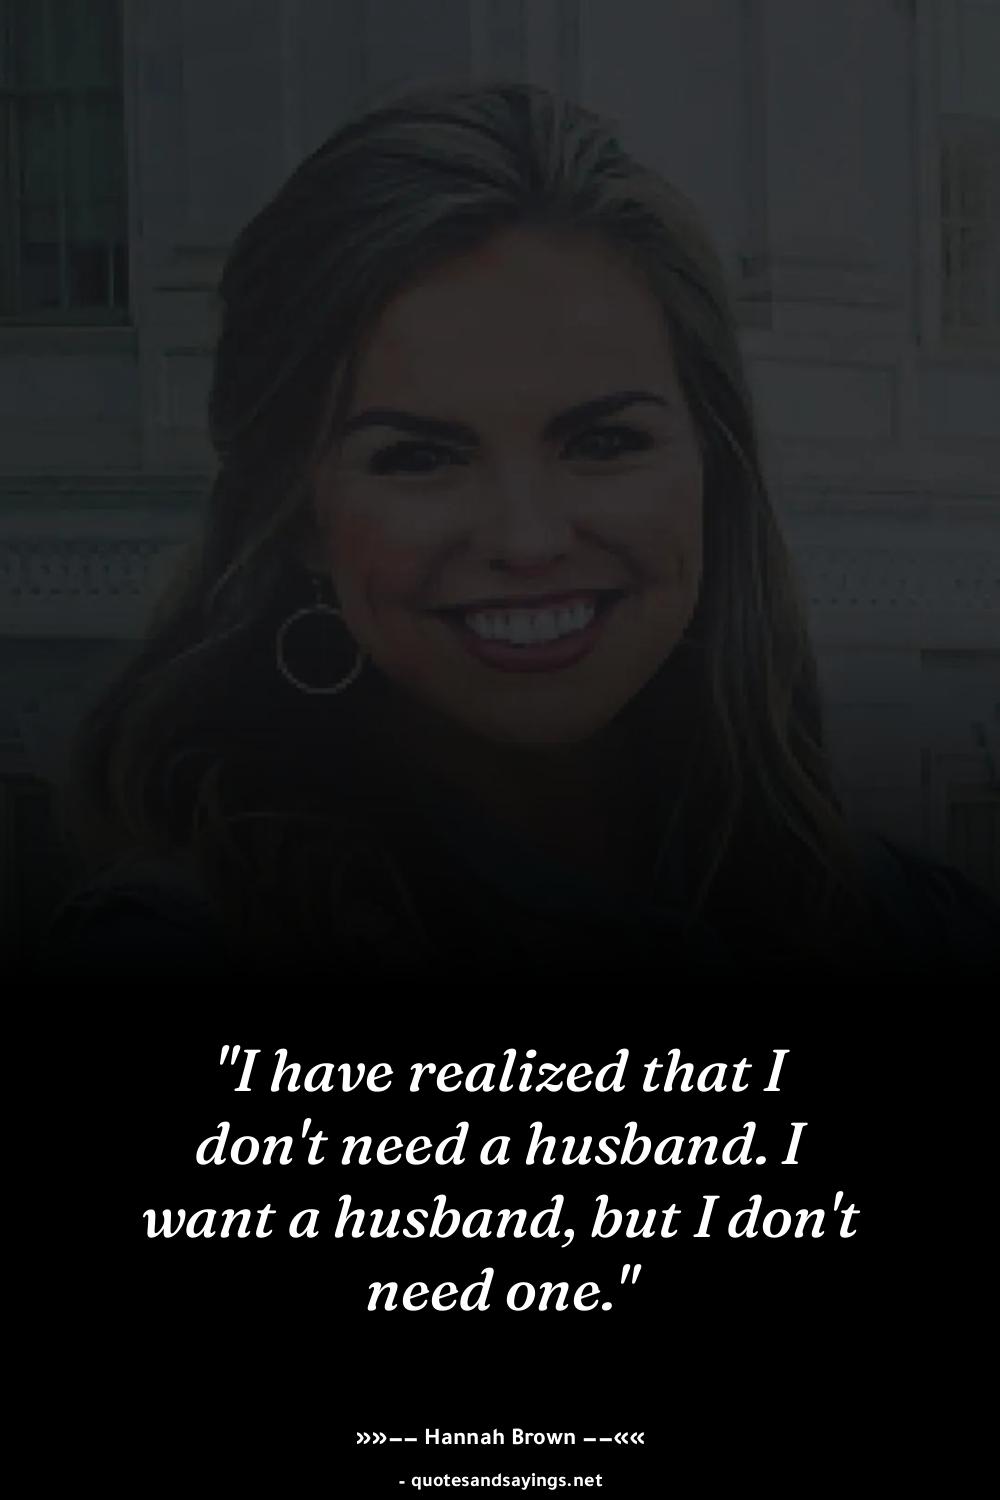 "I have realized that I
don't need a husband. I
want a husband, but I don't
need one."
»»−− Hannah Brown −−««
- quotesandsayings.net